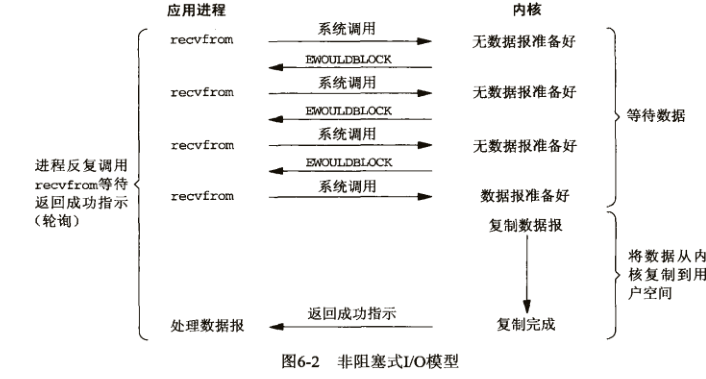 应用进程
内核
recvfrom
系统调用
无数据报准备好
EWOULDBLOCK
recvfrom
系统调用
无数据报准备好
EWOULDBLOCK
recvfrom
系统调用
无数据报准备好
EWOULDBLOCK
recvfrom
系统调用
数据报准备好
等待数据
进程反复调用
recvfrom等待
返回成功指示
(轮询)
复制数据报
将数据从内
核复制到用
户空间
处理数据报
返回成功指示
复制完成
图6-2 非阻塞式I/O模型